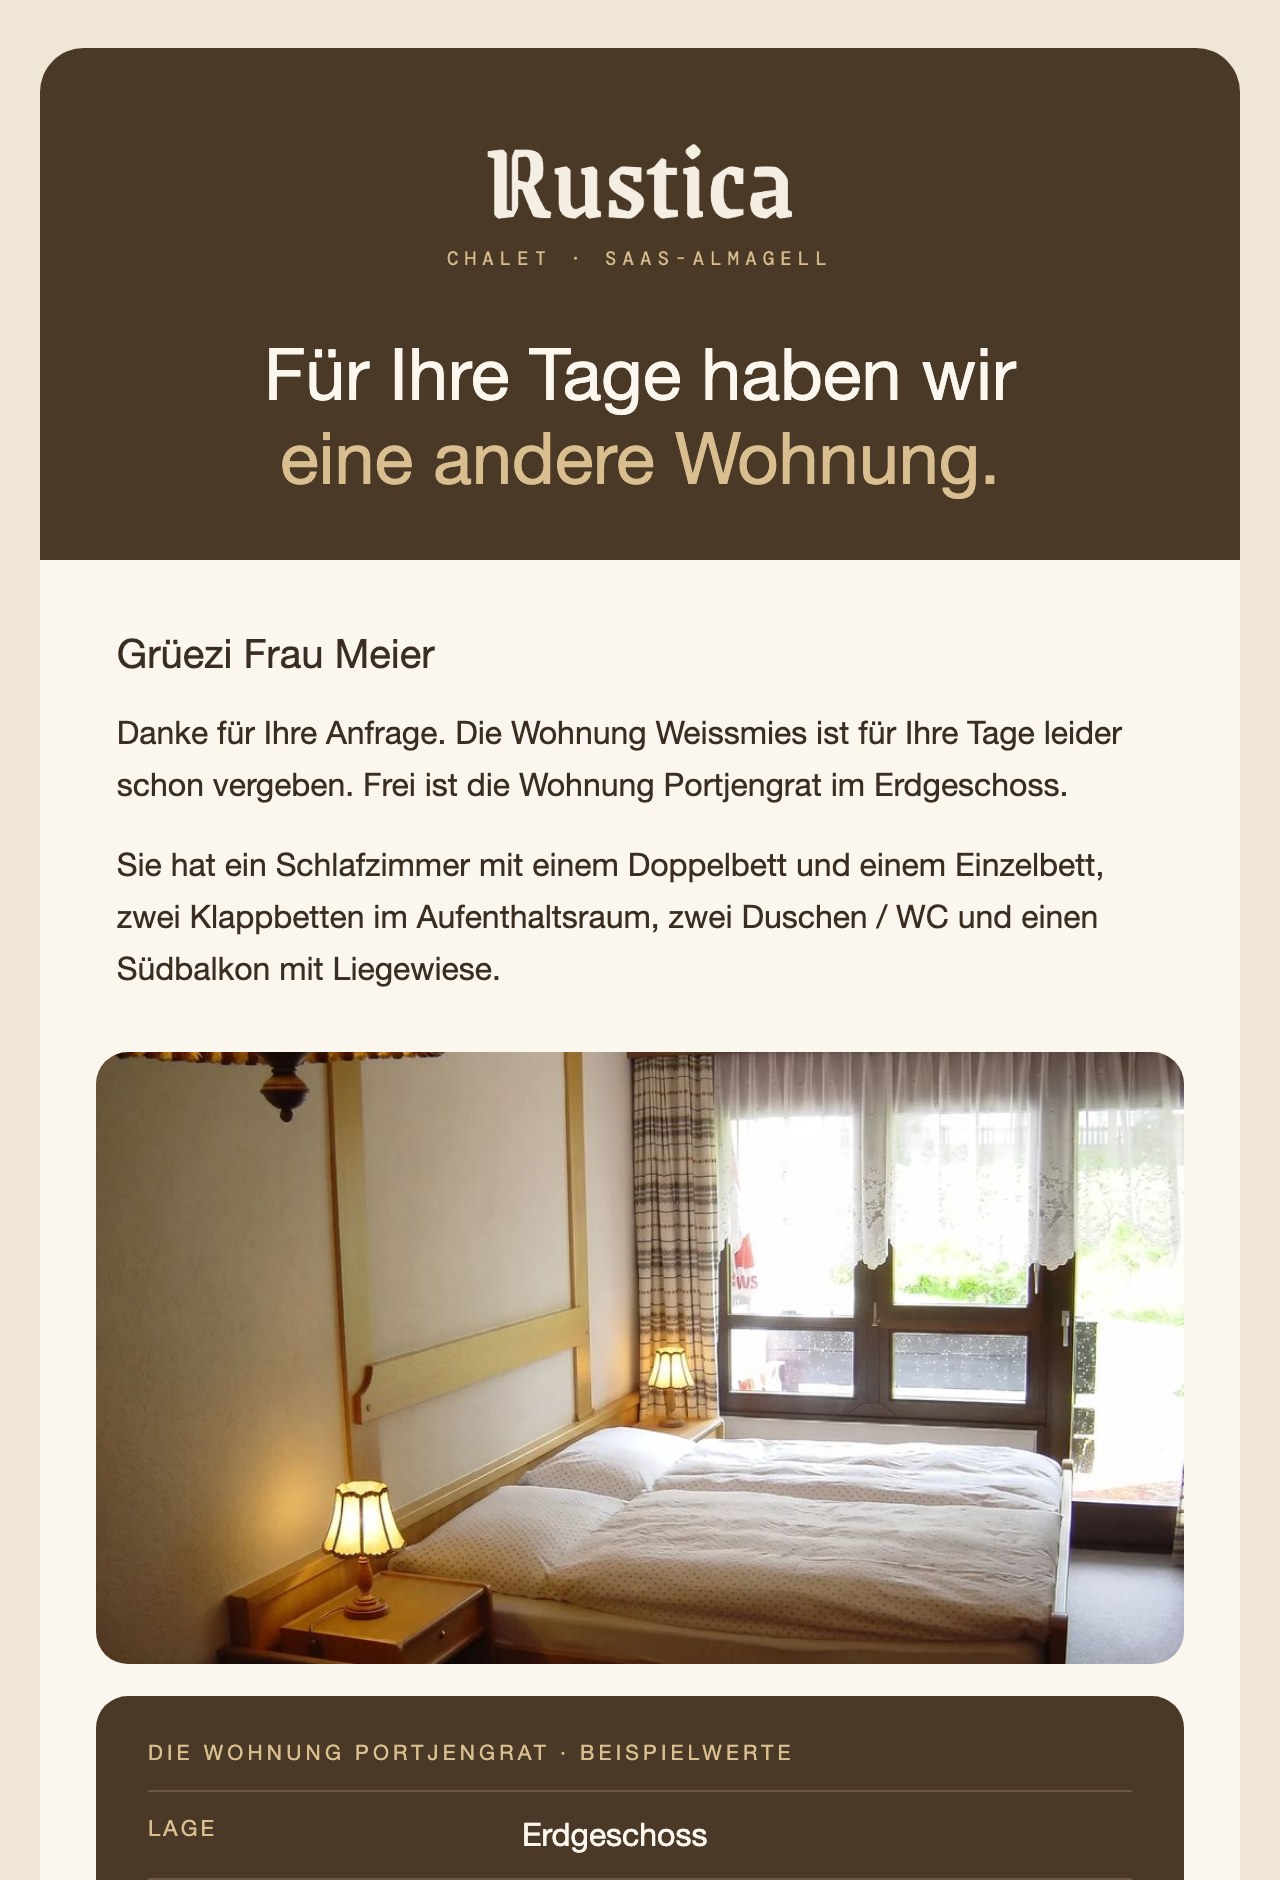 Rustica
CHALET · SAAS-ALMAGELL
Für Ihre Tage haben wir
eine andere Wohnung.
Grüezi Frau Meier
Danke für Ihre Anfrage. Die Wohnung Weissmies ist für Ihre Tage leider
schon vergeben. Frei ist die Wohnung Portjengrat im Erdgeschoss.
Sie hat ein Schlafzimmer mit einem Doppelbett und einem Einzelbett,
zwei Klappbetten im Aufenthaltsraum, zwei Duschen / WC und einen
Südbalkon mit Liegewiese.
DIE WOHNUNG PORTJENGRAT · BEISPIELWERTE
LAGE
Erdgeschoss